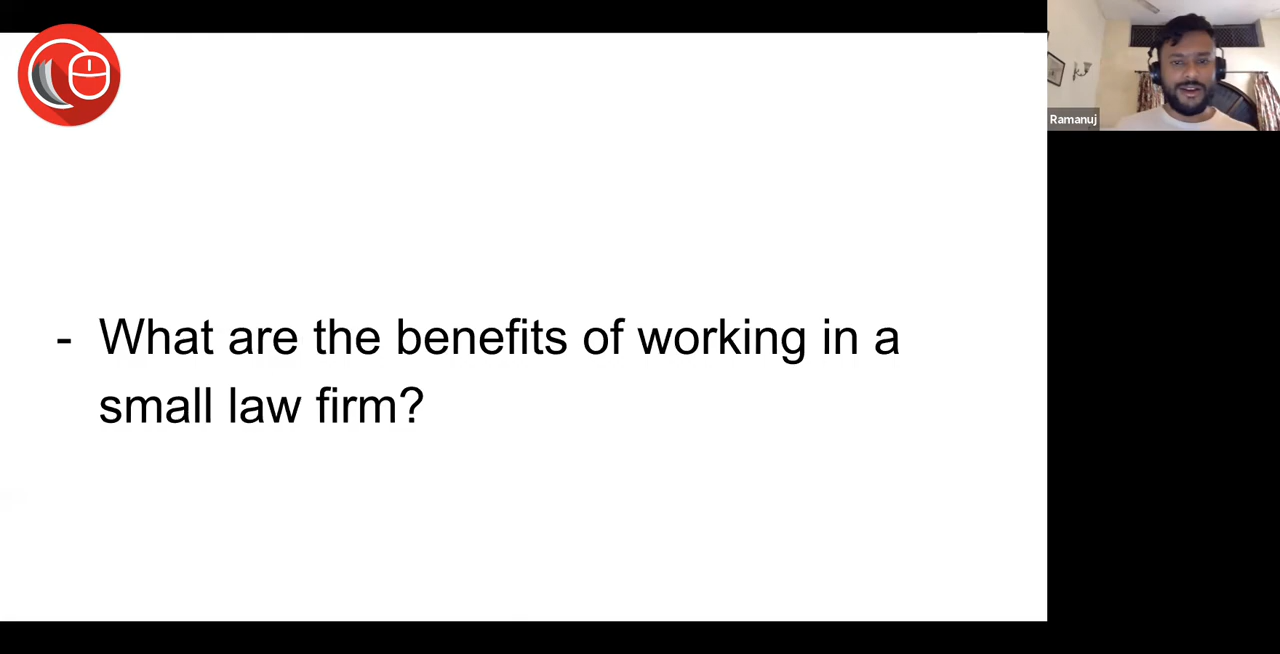 Ramanuj
- What are the benefits of working in a
small law firm?